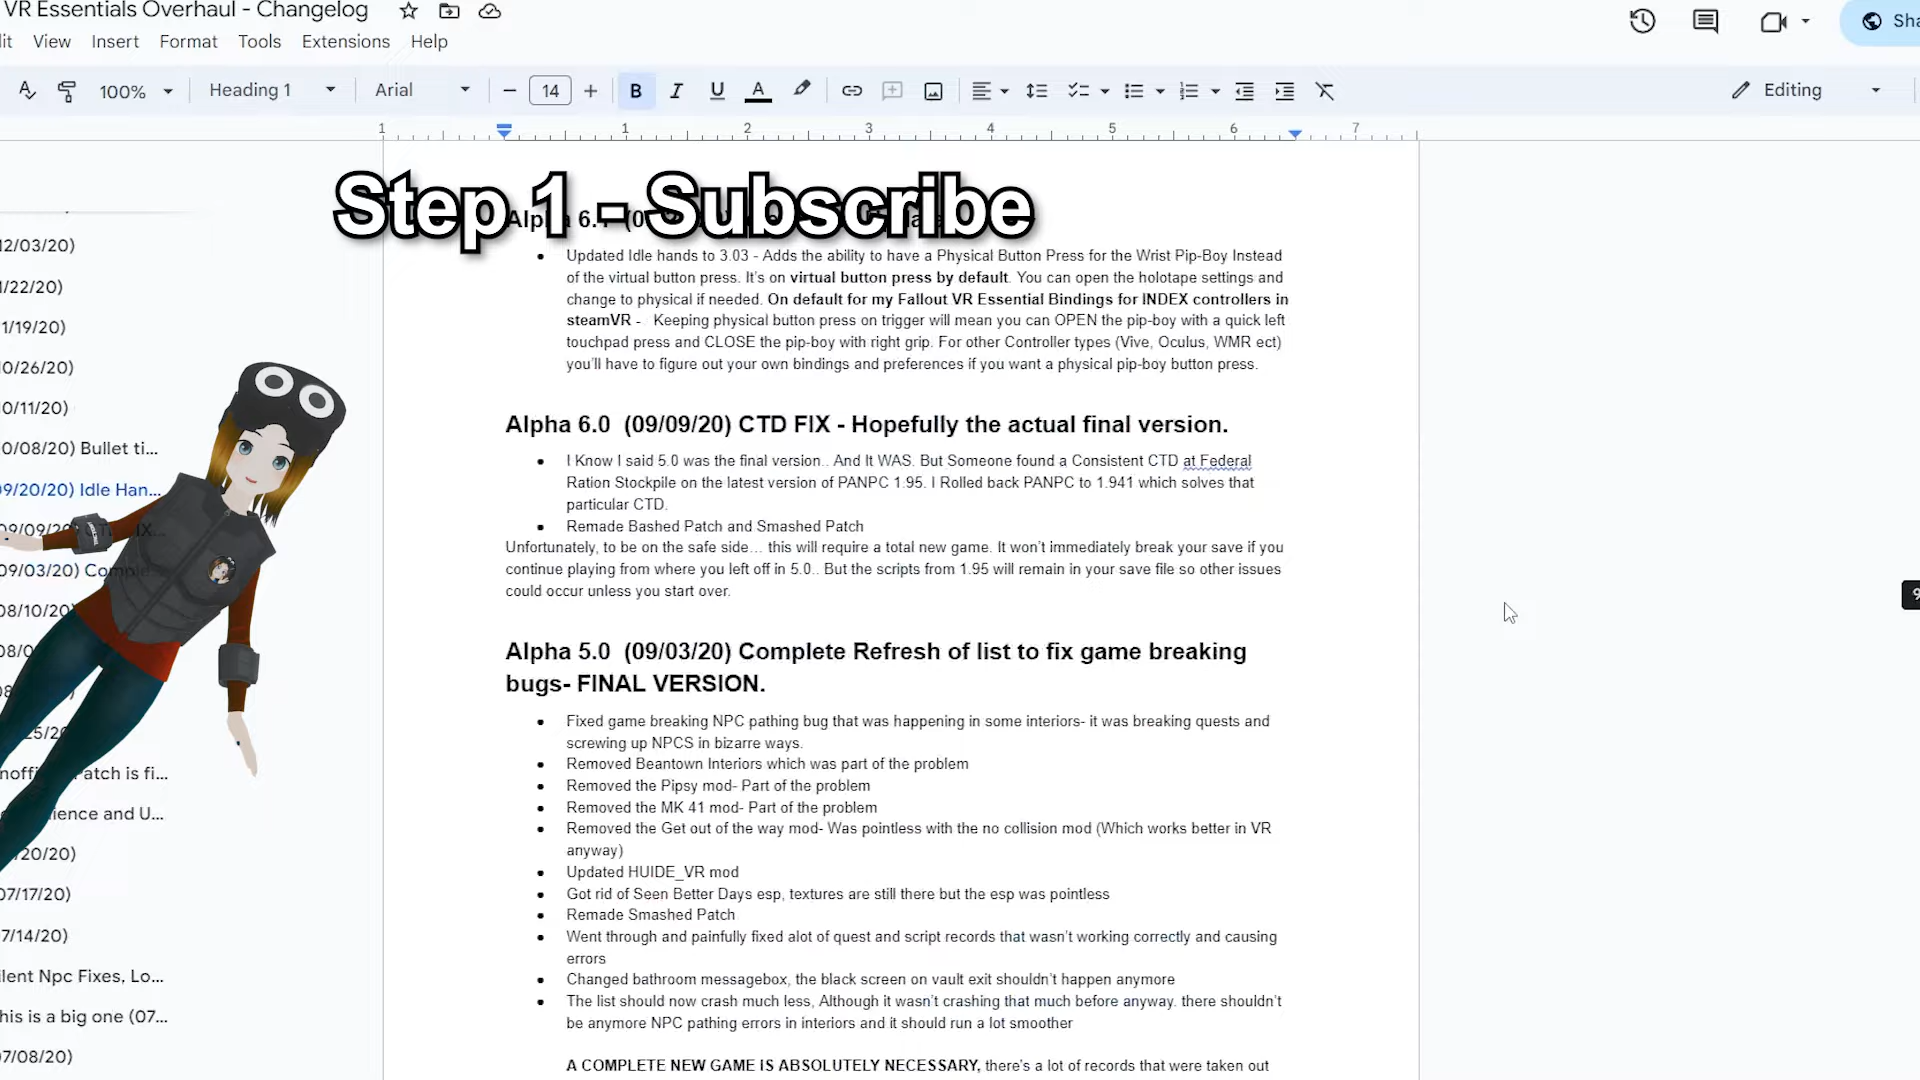 VR Essentials Overhaul - Changelog
it View Insert Format Tools Extensions Help
Sha
100% Heading 1 Arial 14 B I U A Editing
1 1 2 3 4 5 6 7
Step 1 - Subscribe
Alpha 6.
Updated Idle hands to 3.03 - Adds the ability to have a Physical Button Press for the Wrist Pip-Boy Instead
of the virtual button press. It's on virtual button press by default. You can open the holotape settings and
change to physical if needed. On default for my Fallout VR Essential Bindings for INDEX controllers in
steamVR - Keeping physical button press on trigger will mean you can OPEN the pip-boy with a quick left
touchpad press and CLOSE the pip-boy with right grip. For other Controller types (Vive, Oculus, WMR ect)
you'll have to figure out your own bindings and preferences if you want a physical pip-boy button press.
Alpha 6.0 (09/09/20) CTD FIX - Hopefully the actual final version.
I Know I said 5.0 was the final version.. And It WAS. But Someone found a Consistent CTD at Federal
Ration Stockpile on the latest version of PANPC 1.95. I Rolled back PANPC to 1.941 which solves that
particular CTD.
Remade Bashed Patch and Smashed Patch
Unfortunately, to be on the safe side... this will require a total new game. It won't immediately break your save if you
continue playing from where you left off in 5.0.. But the scripts from 1.95 will remain in your save file so other issues
could occur unless you start over.
Alpha 5.0 (09/03/20) Complete Refresh of list to fix game breaking
bugs- FINAL VERSION.
Fixed game breaking NPC pathing bug that was happening in some interiors- it was breaking quests and
screwing up NPCS in bizarre ways.
Removed Beantown Interiors which was part of the problem
Removed the Pipsy mod- Part of the problem
Removed the MK 41 mod- Part of the problem
Removed the Get out of the way mod- Was pointless with the no collision mod (Which works better in VR
anyway)
Updated HUIDE_VR mod
Got rid of Seen Better Days esp, textures are still there but the esp was pointless
Remade Smashed Patch
Went through and painfully fixed alot of quest and script records that wasn't working correctly and causing
errors
Changed bathroom messagebox, the black screen on vault exit shouldn't happen anymore
The list should now crash much less, Although it wasn't crashing that much before anyway. there shouldn't
be anymore NPC pathing errors in interiors and it should run a lot smoother
A COMPLETE NEW GAME IS ABSOLUTELY NECESSARY, there's a lot of records that were taken out
12/03/20)
1/22/20)
1/19/20)
10/26/20)
10/11/20)
0/08/20) Bullet ti...
09/20/20) Idle Han...
09/09/20 IX...
09/03/20) Comple
08/10/20
08/0
08
25/20
noffi Patch is fi...
ience and U...
20/20)
07/17/20)
7/14/20)
ilent Npc Fixes, Lo...
his is a big one (07...
07/08/20)
9